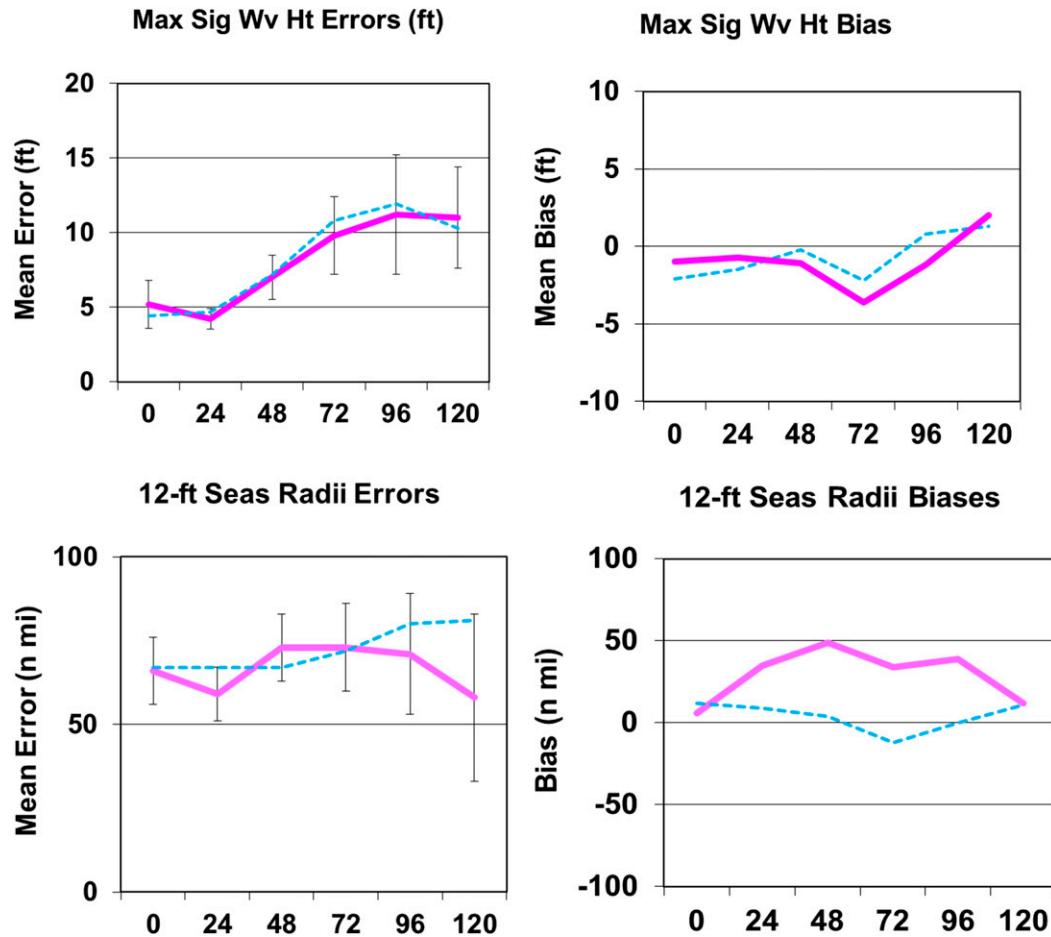 Max Sig Wv Ht Errors (ft)
Mean Error (ft)
20
15
10
5
0
0 24 48 72 96 120
Max Sig Wv Ht Bias
Mean Bias (ft)
10
5
0
-5
-10
0 24 48 72 96 120
12-ft Seas Radii Errors
Mean Error (n mi)
100
50
0
0 24 48 72 96 120
12-ft Seas Radii Biases
Bias (n mi)
100
50
0
-50
-100
0 24 48 72 96 120